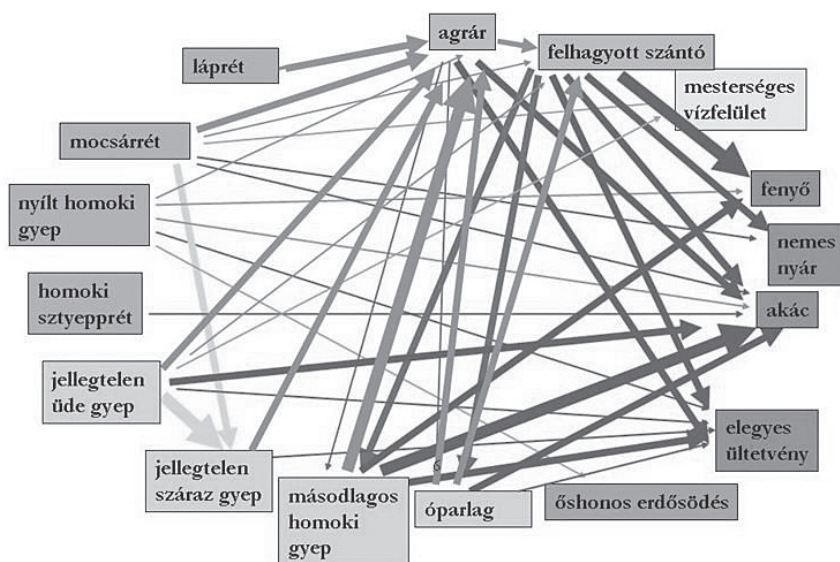 agrár
felhagyott szántó
láprét
mesterséges
vízfelület
mocsárrét
fenyő
nyílt homoki
gyep
nemes
nyár
homoki
sztyepprét
akác
jellegtelen
üde gyep
elegyes
ültetvény
jellegtelen
száraz gyep
6
másodlagos
homoki
gyep
óparlag
őshonos erdősödés